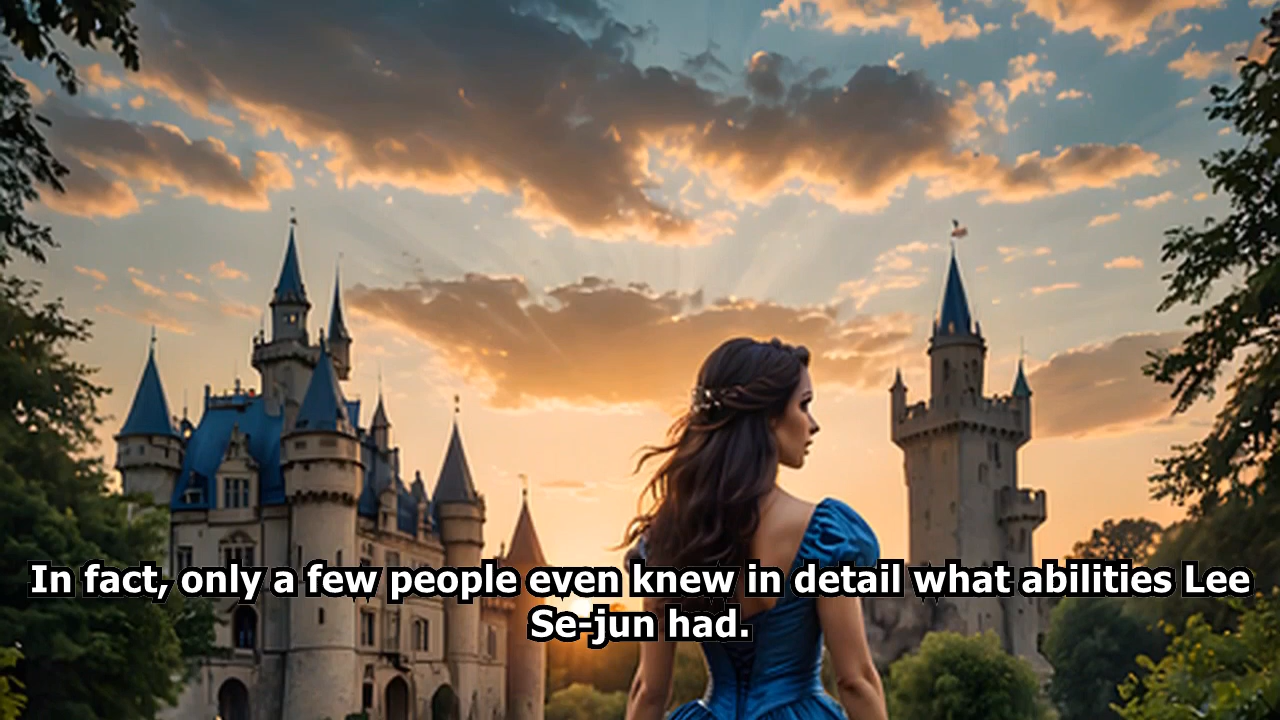 In fact, only a few people even knew in detail what abilities Lee
Se-jun had.